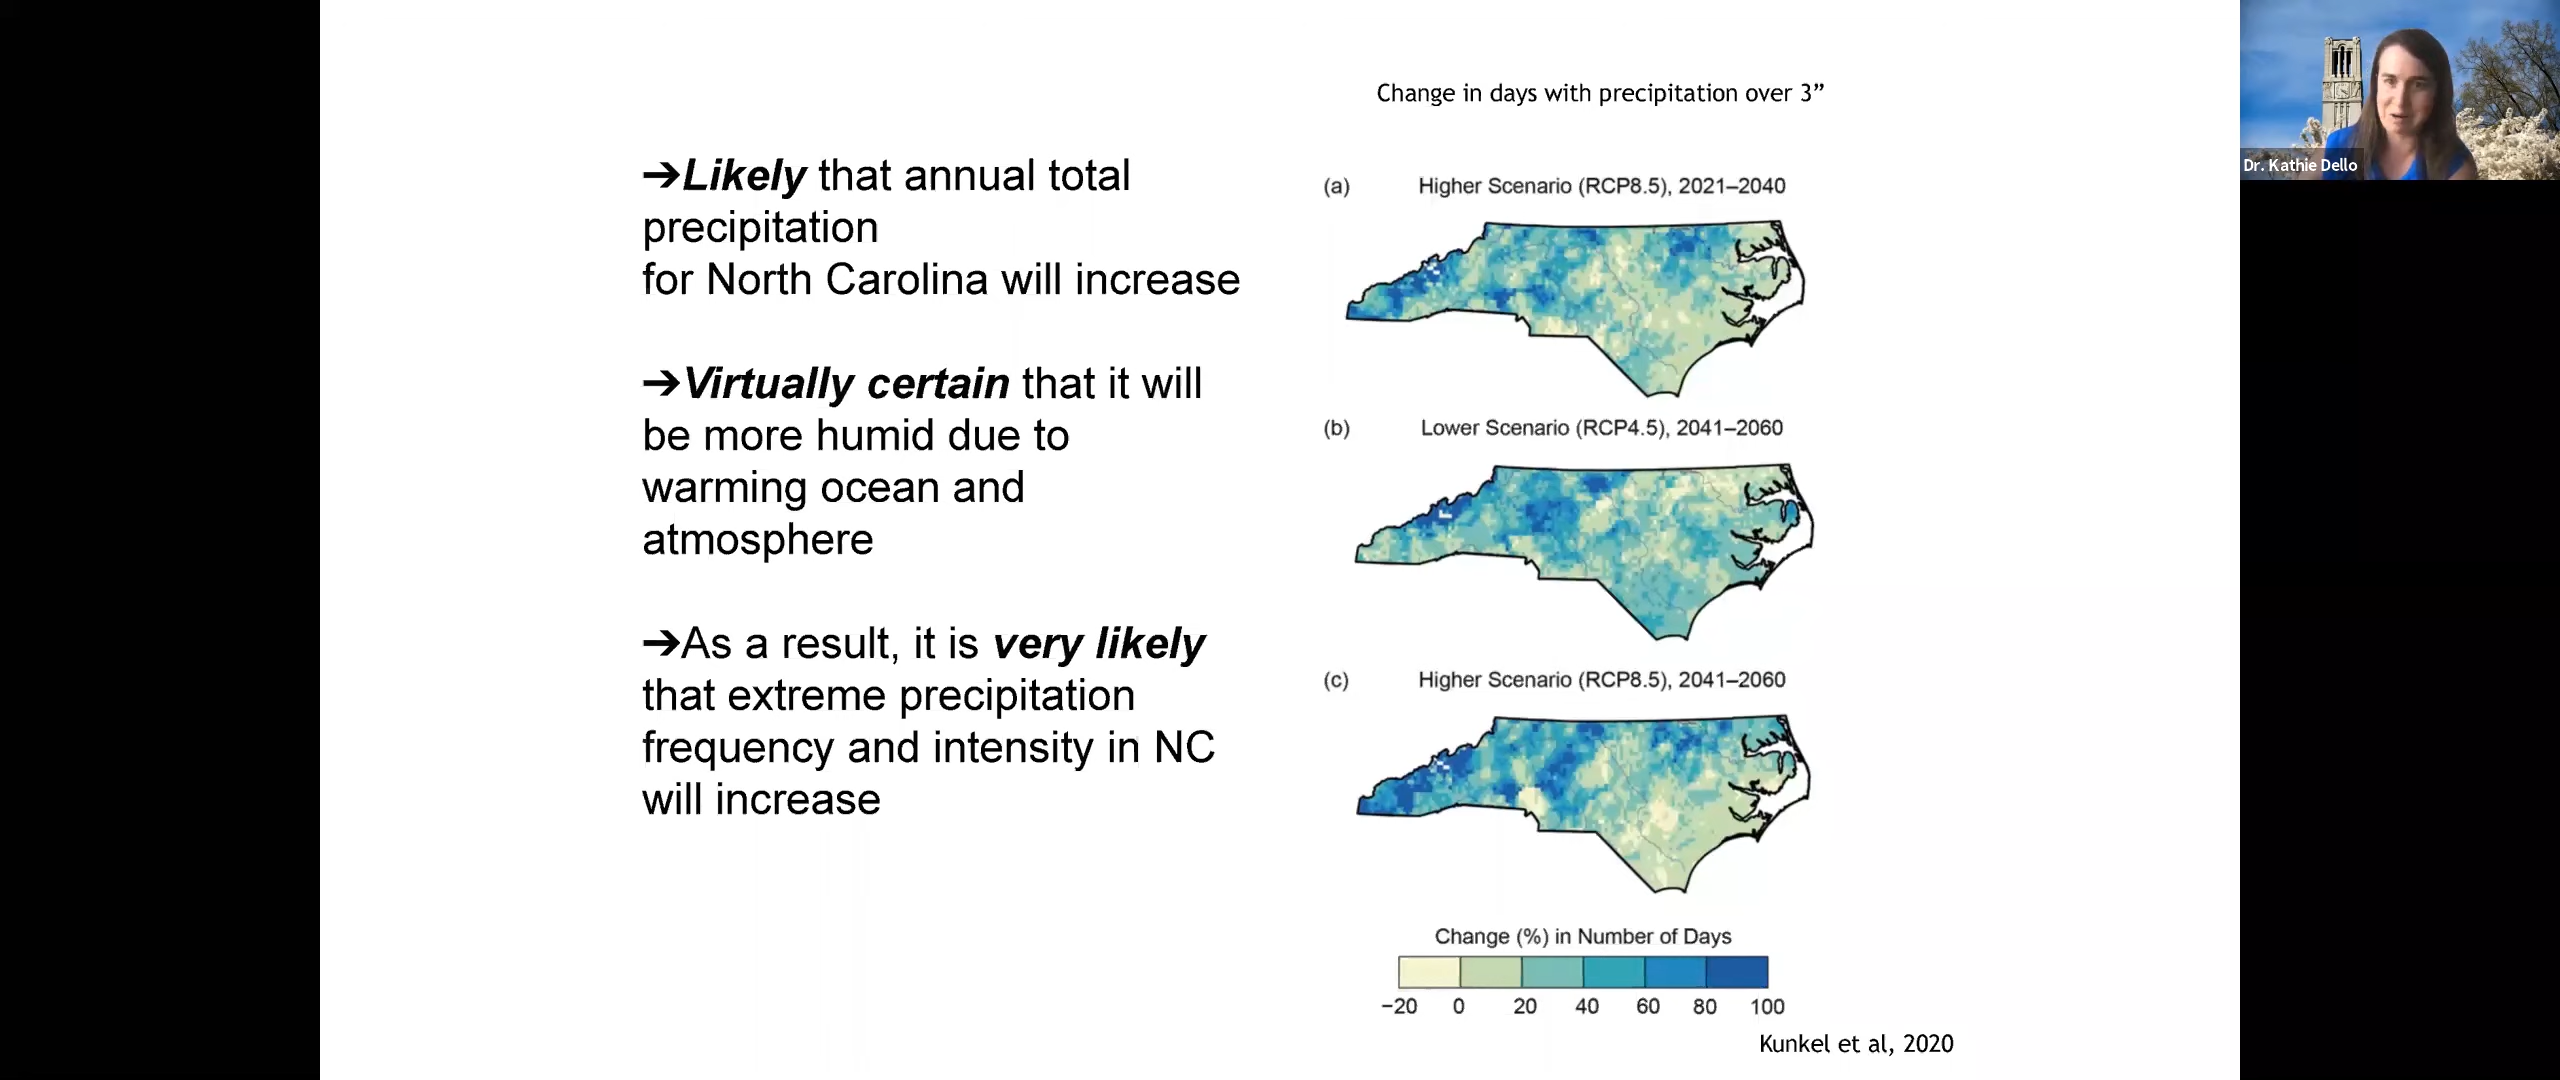 Change in days with precipitation over 3”
➔Likely that annual total
precipitation
for North Carolina will increase
➔Virtually certain that it will
be more humid due to
warming ocean and
atmosphere
➔As a result, it is very likely
that extreme precipitation
frequency and intensity in NC
will increase
(a) Higher Scenario (RCP8.5), 2021–2040
(b) Lower Scenario (RCP4.5), 2041–2060
(c) Higher Scenario (RCP8.5), 2041–2060
Change (%) in Number of Days
−20 0 20 40 60 80 100
Kunkel et al, 2020
Dr. Kathie Dello